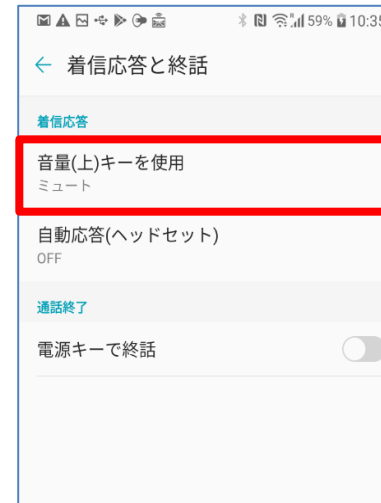 59% 10:35
← 着信応答と終話
着信応答
音量(上)キーを使用
ミュート
自動応答(ヘッドセット)
OFF
通話終了
電源キーで終話